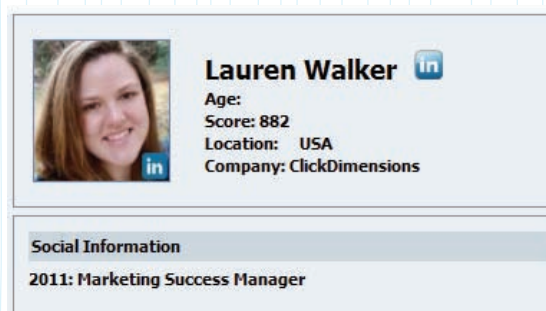 Lauren Walker in
Age:
Score: 882
Location: USA
Company: ClickDimensions
in
Social Information
2011: Marketing Success Manager